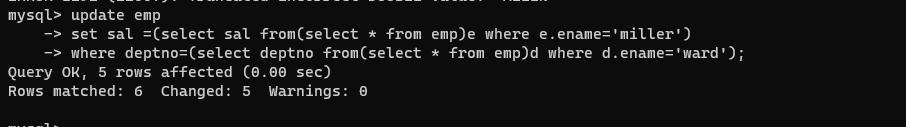 mysql> update emp
    -> set sal =(select sal from(select * from emp)e where e.ename='miller')
    -> where deptno=(select deptno from(select * from emp)d where d.ename='ward');
Query OK, 5 rows affected (0.00 sec)
Rows matched: 6  Changed: 5  Warnings: 0
mysql>